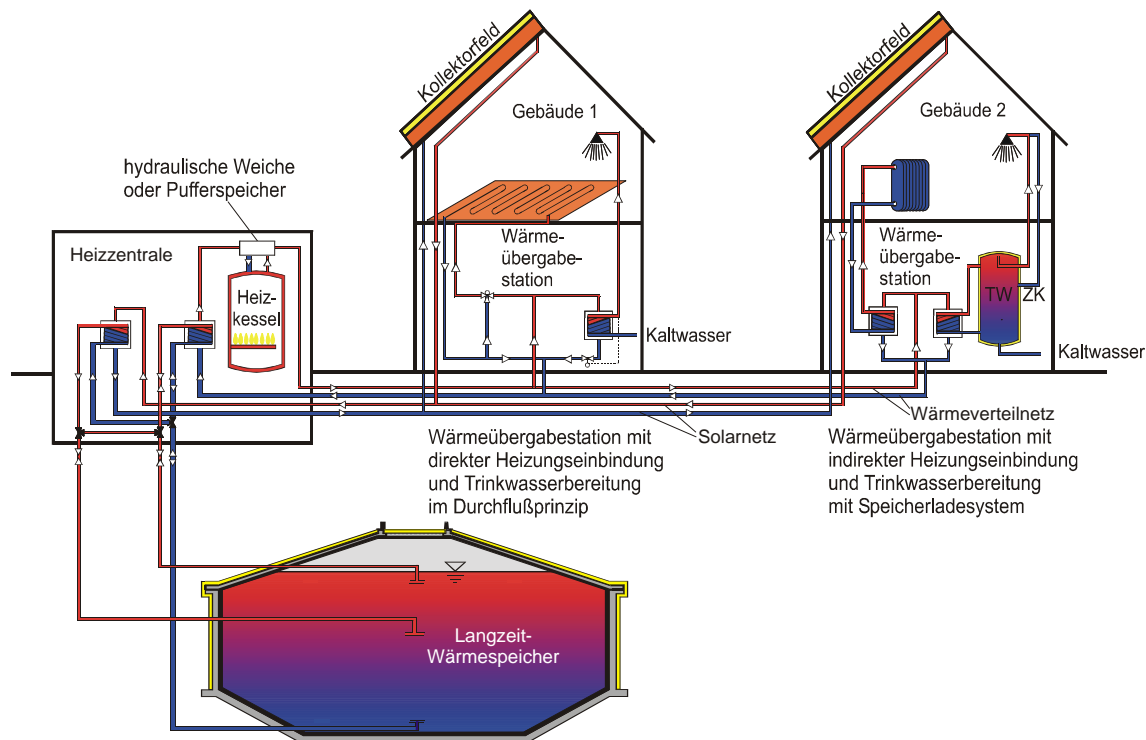 Kollektorfeld
Gebäude 1
Kollektorfeld
Gebäude 2
hydraulische Weiche
oder Pufferspeicher
Heizzentrale
Heiz-
kessel
Wärme-
übergabe-
station
Kaltwasser
Wärme-
übergabe-
station
TW
ZK
Kaltwasser
Solarnetz
Wärmeverteilnetz
Wärmeübergabestation mit
direkter Heizungseinbindung
und Trinkwasserbereitung
im Durchflußprinzip
Wärmeübergabestation mit
indirekter Heizungseinbindung
und Trinkwasserbereitung
mit Speicherladesystem
Langzeit-
Wärmespeicher